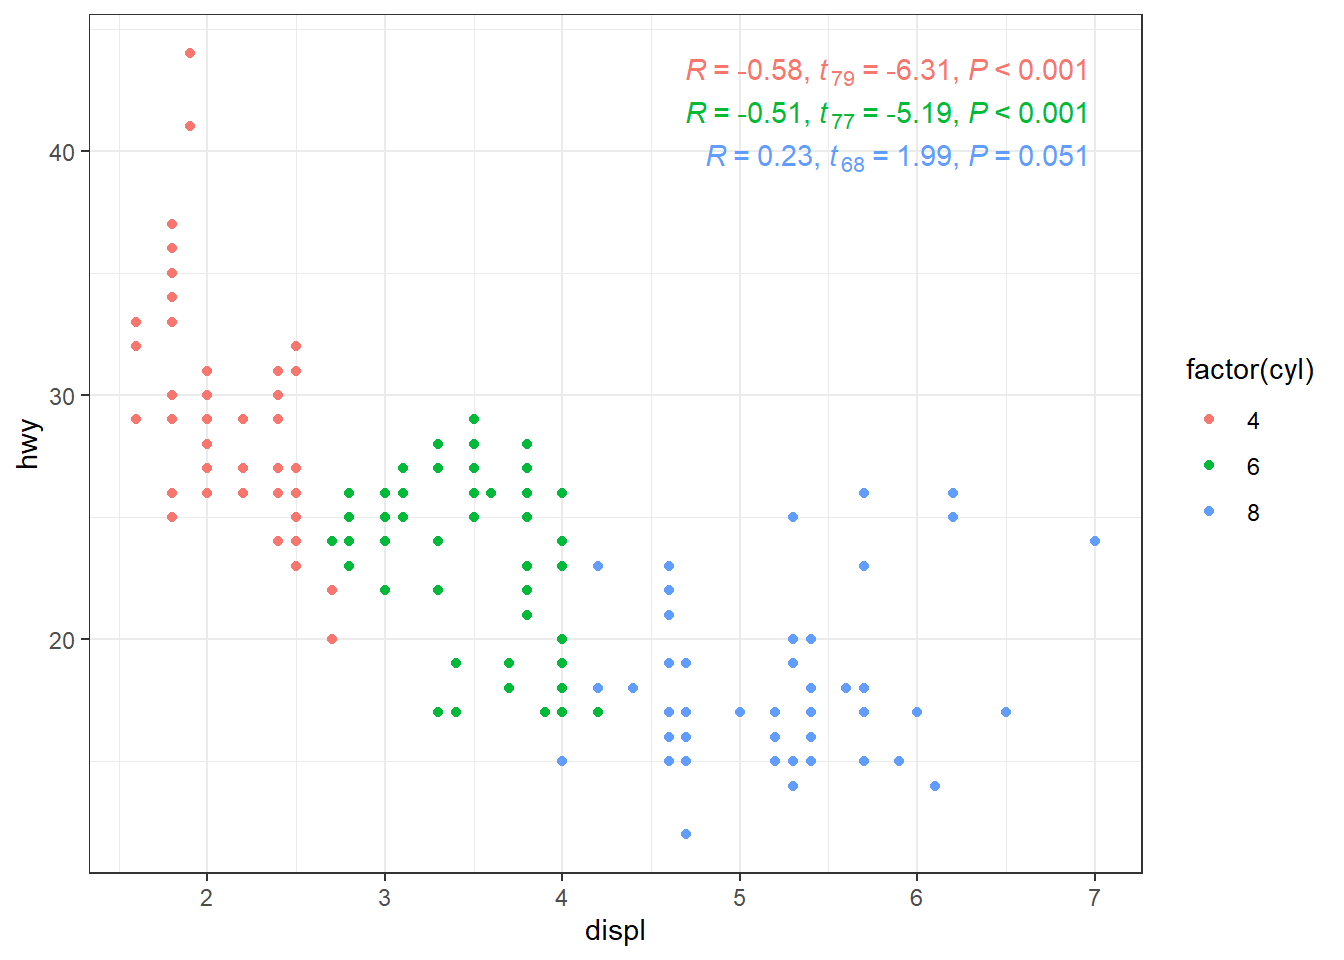 R = -0.58, t79 = -6.31, P < 0.001
R = -0.51, t77 = -5.19, P < 0.001
R = 0.23, t68 = 1.99, P = 0.051
40
30
20
hwy
2 3 4 5 6 7
displ
factor(cyl)
4
6
8